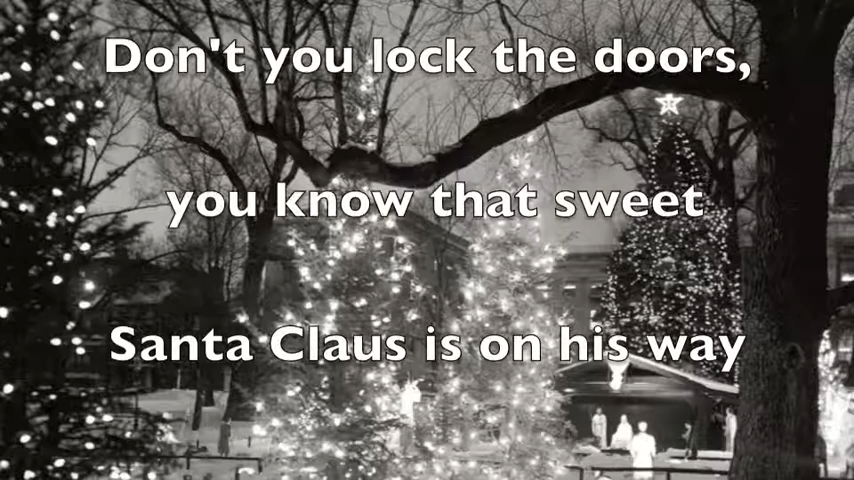 Don't you lock the doors,
you know that sweet
Santa Claus is on his way